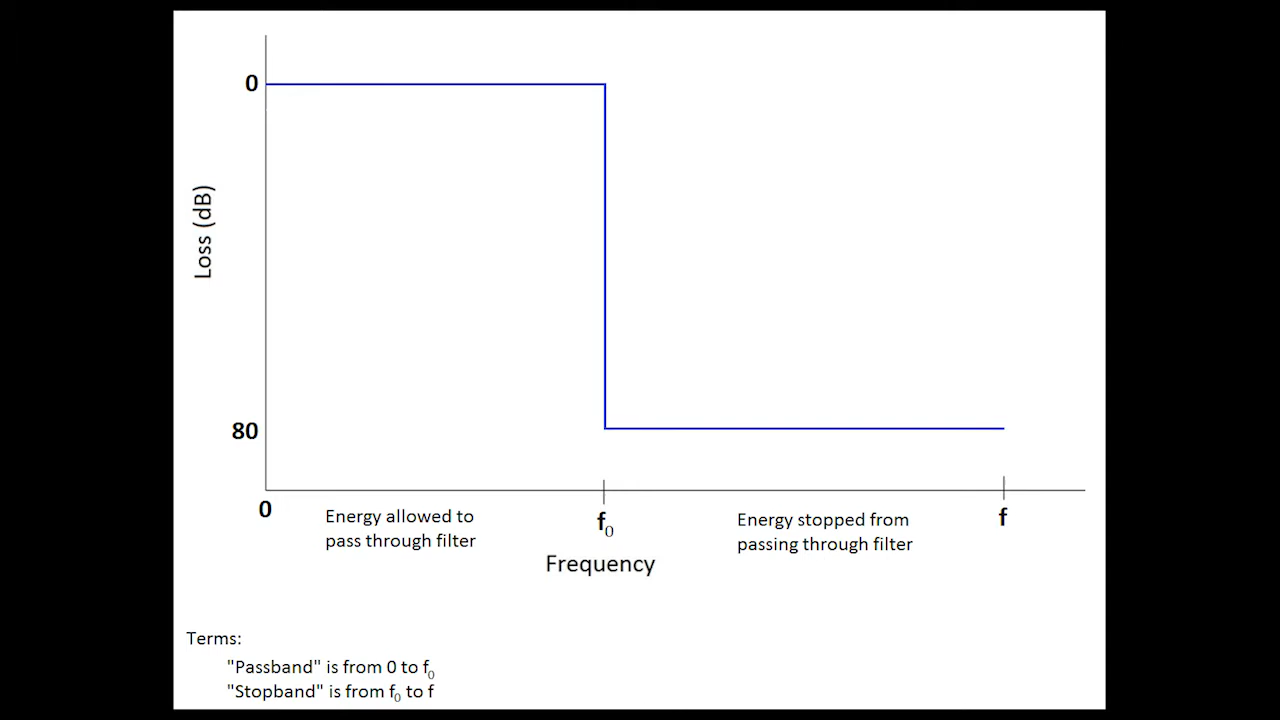 0
Loss (dB)
80
0
f₀
f
Energy allowed to
pass through filter
Energy stopped from
passing through filter
Frequency
Terms:
"Passband" is from 0 to f₀
"Stopband" is from f₀ to f